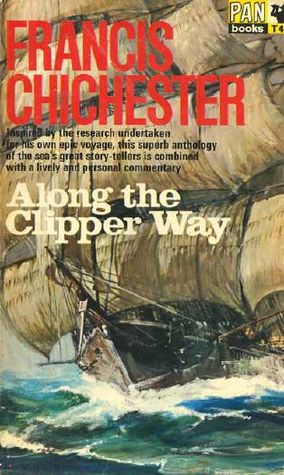 FRANCIS
CHICHESTER
PAN
books
T4
Inspired by the research undertaken
for his own epic voyage, this superb anthology
of the sea's great story-tellers is combined
with a lively and personal commentary
Along the
Clipper Way